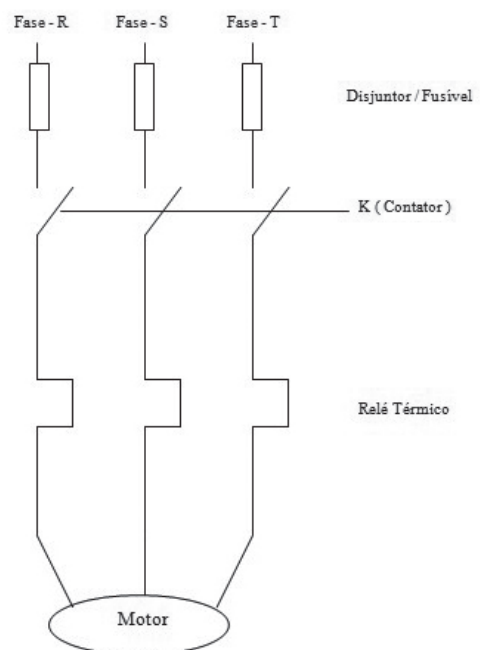 Fase - R Fase - S Fase - T
Disjuntor / Fusível
K ( Contator )
Relé Térmico
Motor